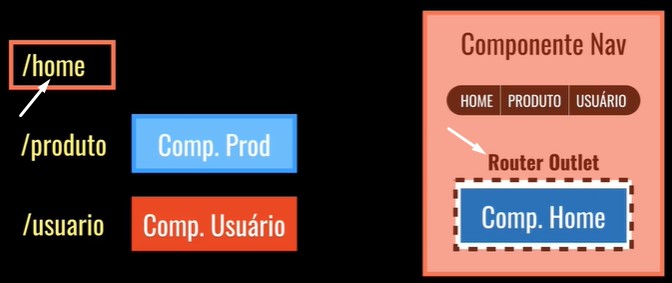 /home
/produto
Comp. Prod
/usuario
Comp. Usuário
Componente Nav
HOME
PRODUTO
USUÁRIO
Router Outlet
Comp. Home